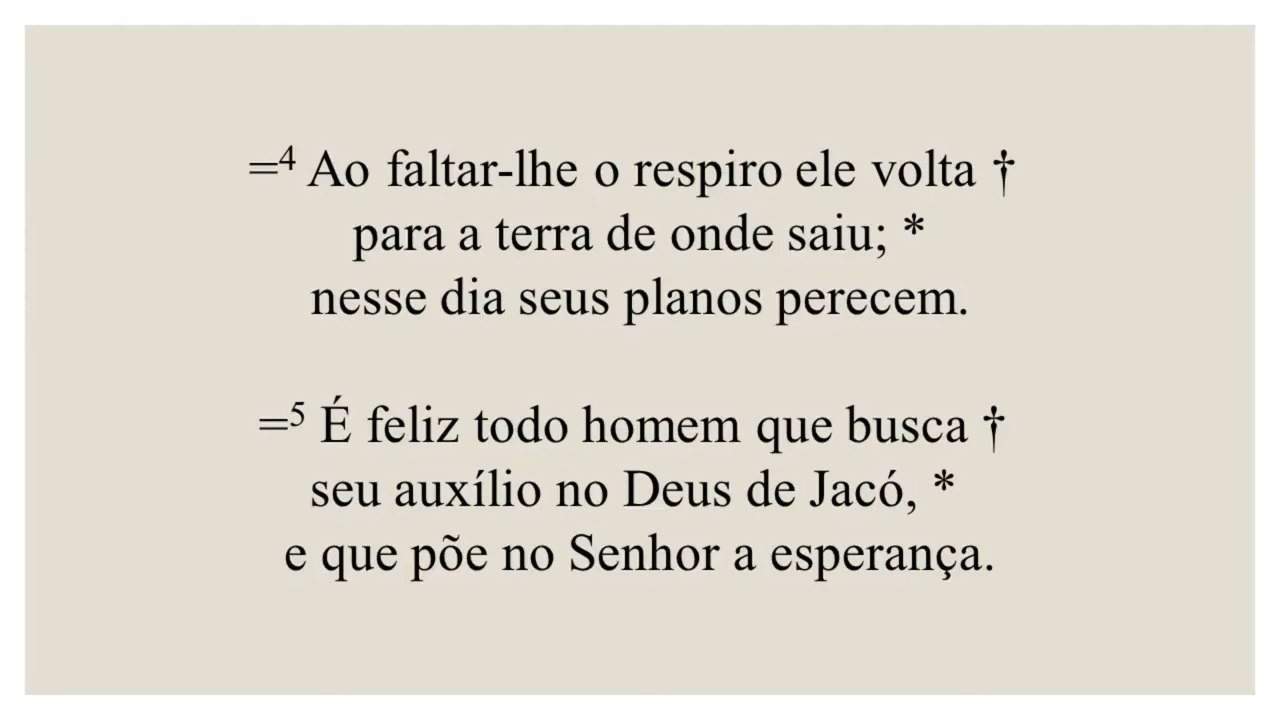 =⁴ Ao faltar-lhe o respiro ele volta †
para a terra de onde saiu; *
nesse dia seus planos perecem.
=⁵ É feliz todo homem que busca †
seu auxílio no Deus de Jacó, *
e que põe no Senhor a esperança.